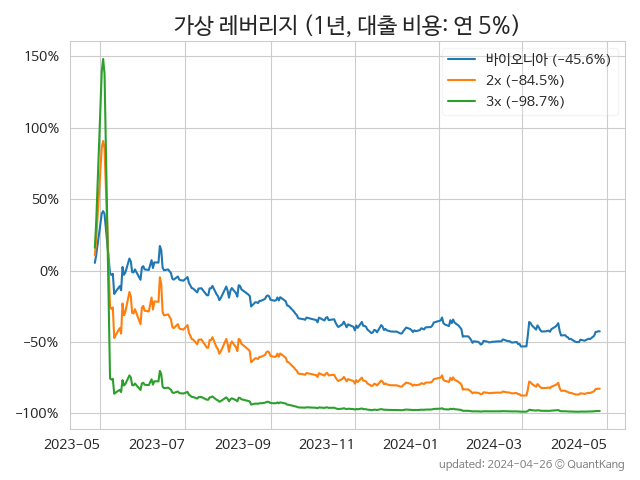 가상 레버리지 (1년, 대출 비용: 연 5%)
바이오니아 (-45.6%)
2x (-84.5%)
3x (-98.7%)
150%
100%
50%
0%
−50%
−100%
2023-05 2023-07 2023-09 2023-11 2024-01 2024-03 2024-05
updated: 2024-04-26 © QuantKang